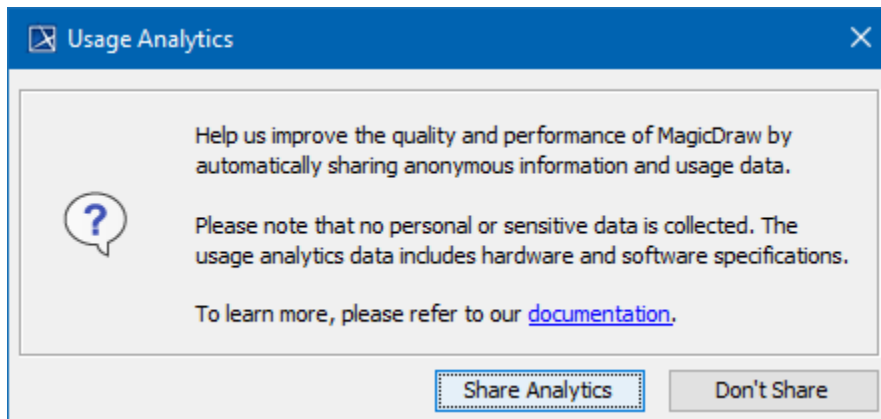 Usage Analytics
Help us improve the quality and performance of MagicDraw by
automatically sharing anonymous information and usage data.
Please note that no personal or sensitive data is collected. The
usage analytics data includes hardware and software specifications.
To learn more, please refer to our documentation.
Share Analytics
Don't Share